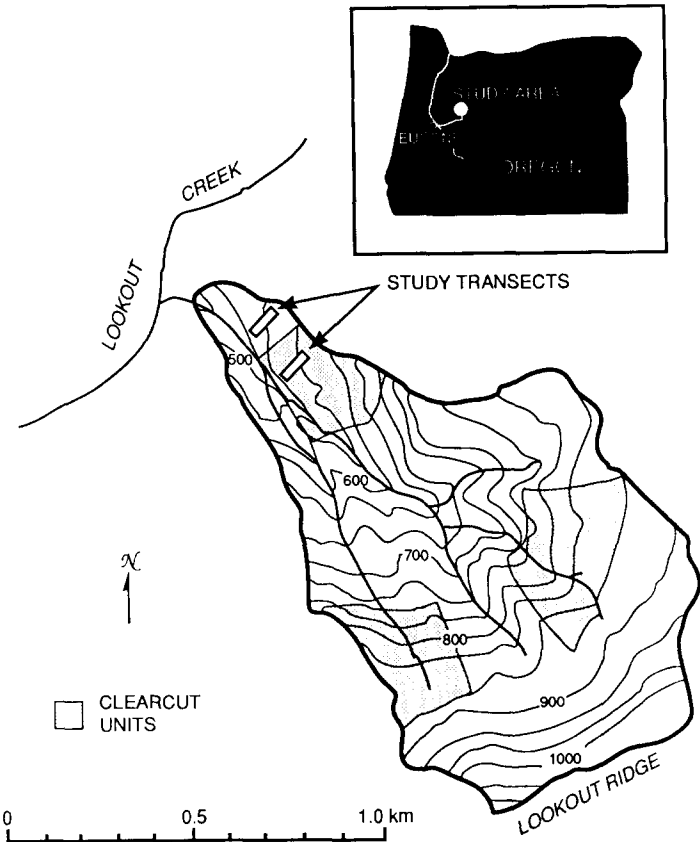 STUDY AREA
OREGON
CREEK
LOOKOUT
STUDY TRANSECTS
500
600
700
800
900
1000
N
CLEARCUT
UNITS
LOOKOUT RIDGE
0 0.5 1.0 km